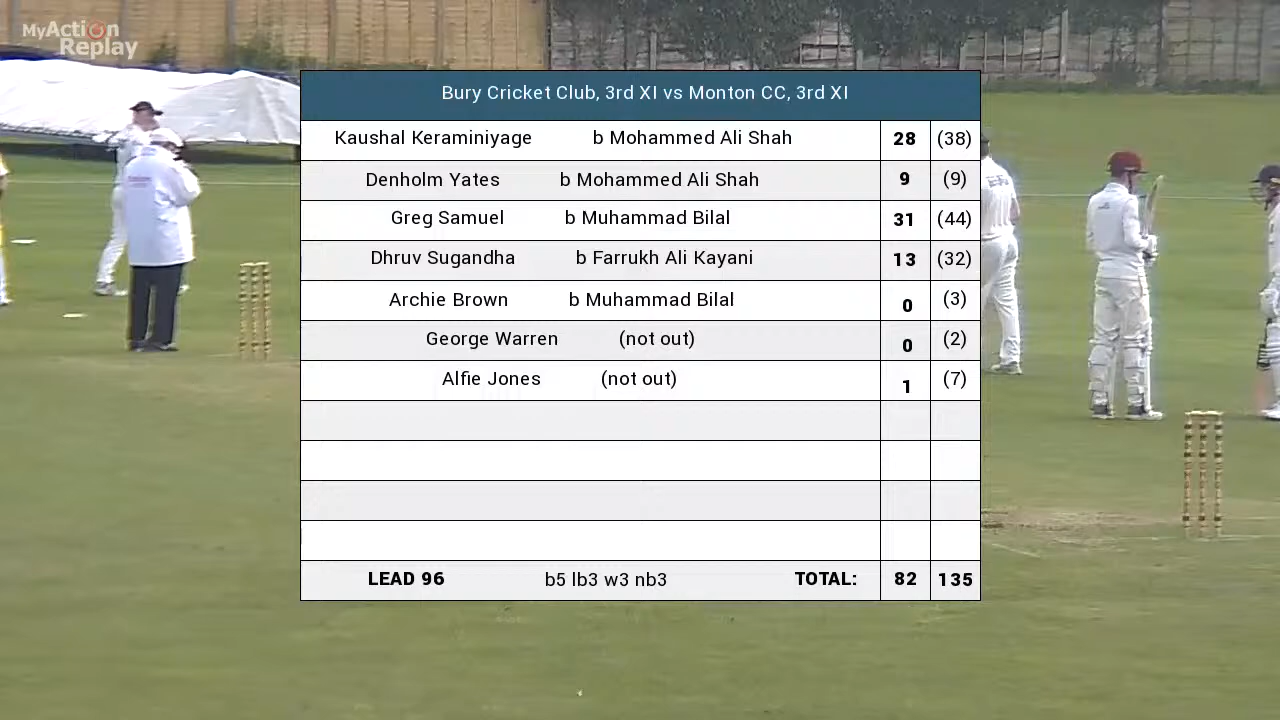 MyAction
Replay
Bury Cricket Club, 3rd XI vs Monton CC, 3rd XI
Kaushal Keraminiyage b Mohammed Ali Shah 28 (38)
Denholm Yates b Mohammed Ali Shah 9 (9)
Greg Samuel b Muhammad Bilal 31 (44)
Dhruv Sugandha b Farrukh Ali Kayani 13 (32)
Archie Brown b Muhammad Bilal 0 (3)
George Warren (not out) 0 (2)
Alfie Jones (not out) 1 (7)
LEAD 96 b5 lb3 w3 nb3 TOTAL: 82 135